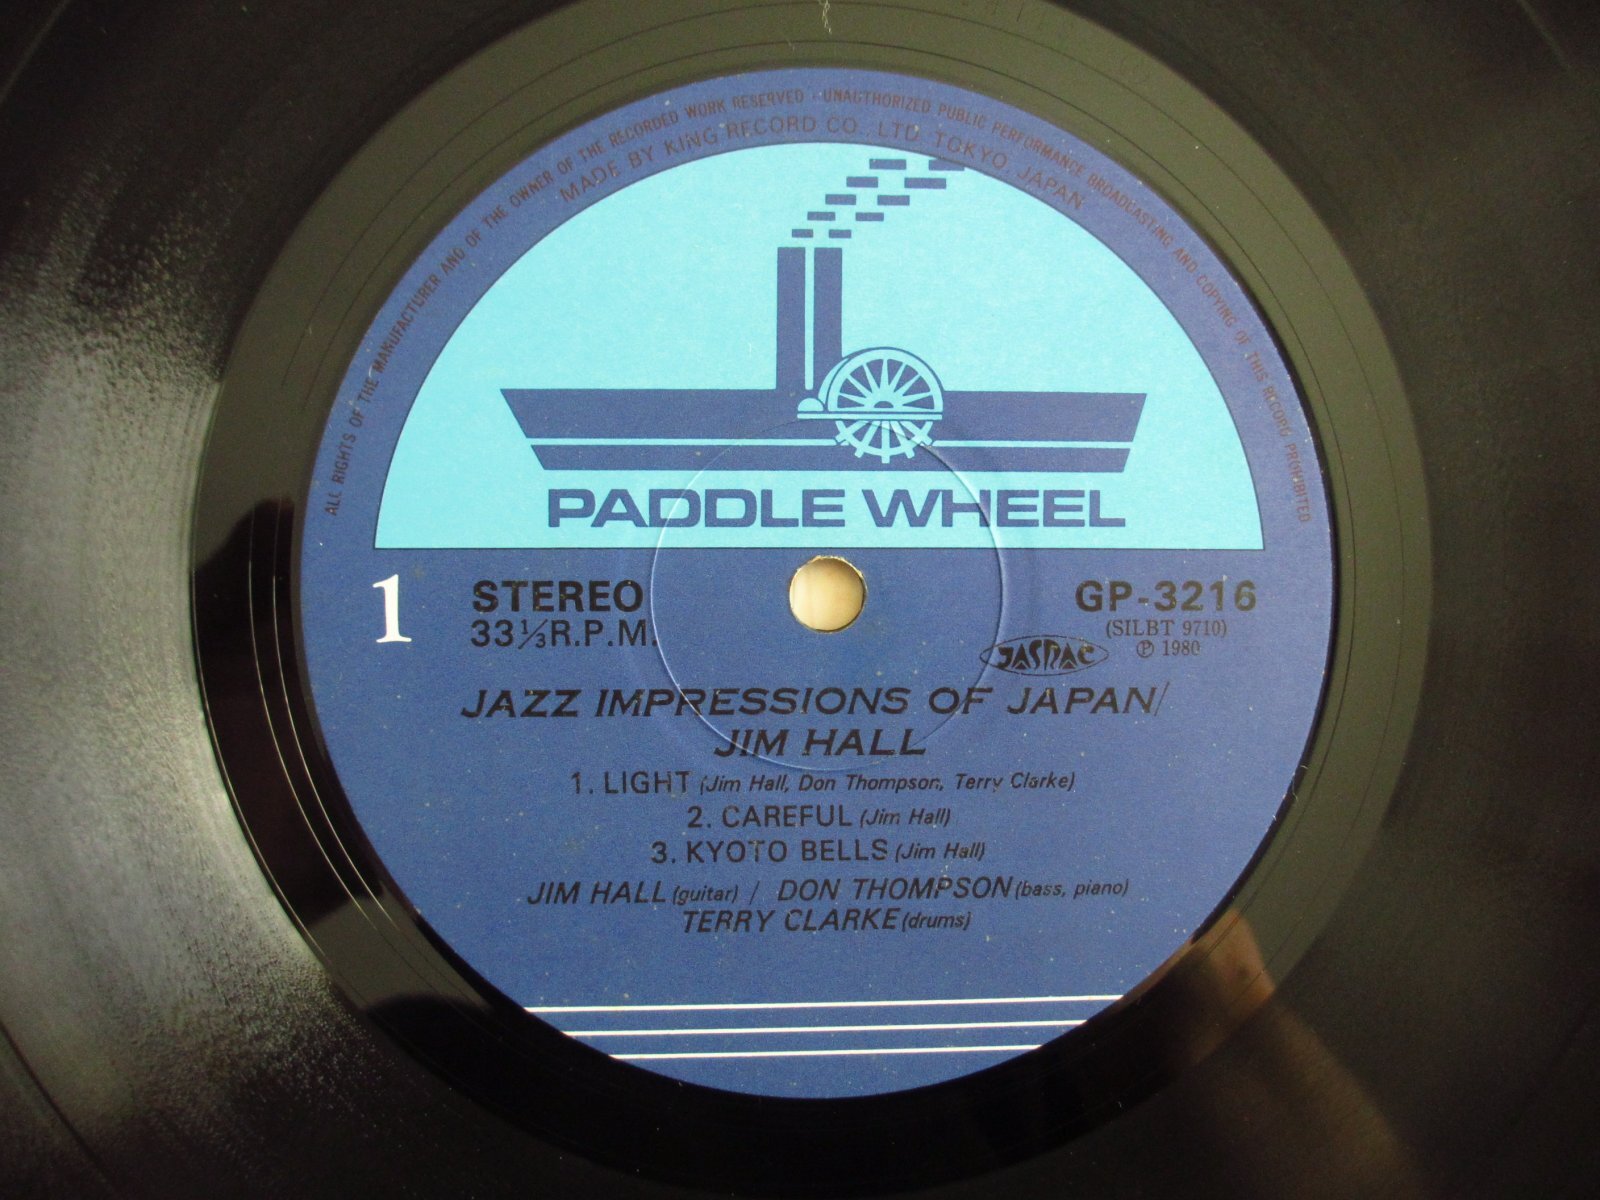 ALL RIGHTS OF THE MANUFACTURER AND OF THE OWNER OF THE RECORDED WORK RESERVED · UNAUTHORIZED PUBLIC PERFORMANCE BROADCASTING AND COPYING OF THIS RECORD PROHIBITED
MADE BY KING RECORD CO., LTD. TOKYO, JAPAN
PADDLE WHEEL
1
STEREO
33⅓R.P.M.
GP-3216
(SILBT 9710)
Ⓟ 1980
JASRAC
JAZZ IMPRESSIONS OF JAPAN/
JIM HALL
1. LIGHT (Jim Hall, Don Thompson, Terry Clarke)
2. CAREFUL (Jim Hall)
3. KYOTO BELLS (Jim Hall)
JIM HALL (guitar) / DON THOMPSON (bass, piano)
TERRY CLARKE (drums)